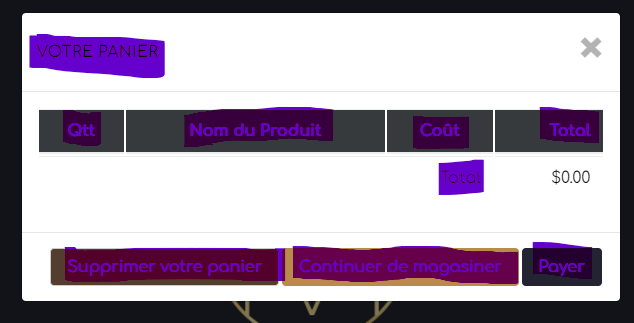 VOTRE PANIER
Qtt Nom du Produit Coût Total
Total $0.00
Supprimer votre panier Continuer de magasiner Payer